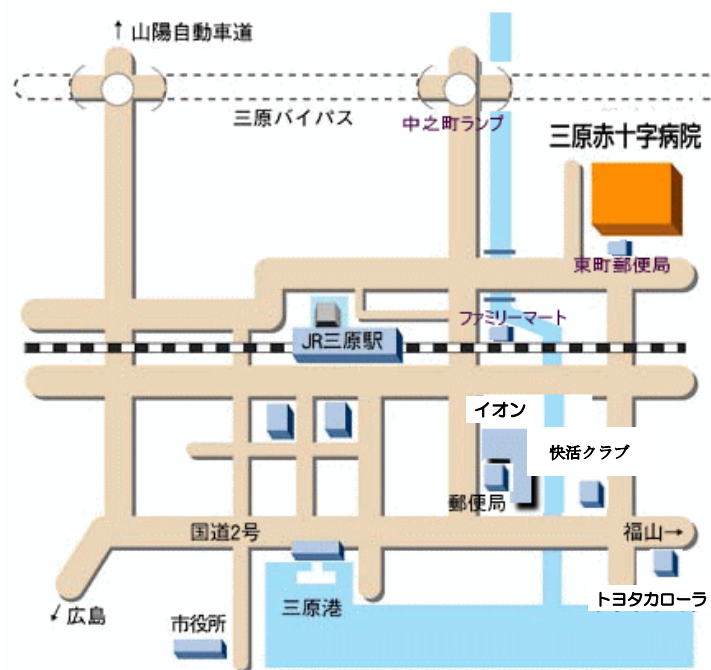 ↑山陽自動車道
三原バイパス
中之町ランプ
三原赤十字病院
東町郵便局
ファミリーマート
JR三原駅
イオン
快活クラブ
郵便局
国道2号
福山→
トヨタカローラ
三原港
↙広島
市役所